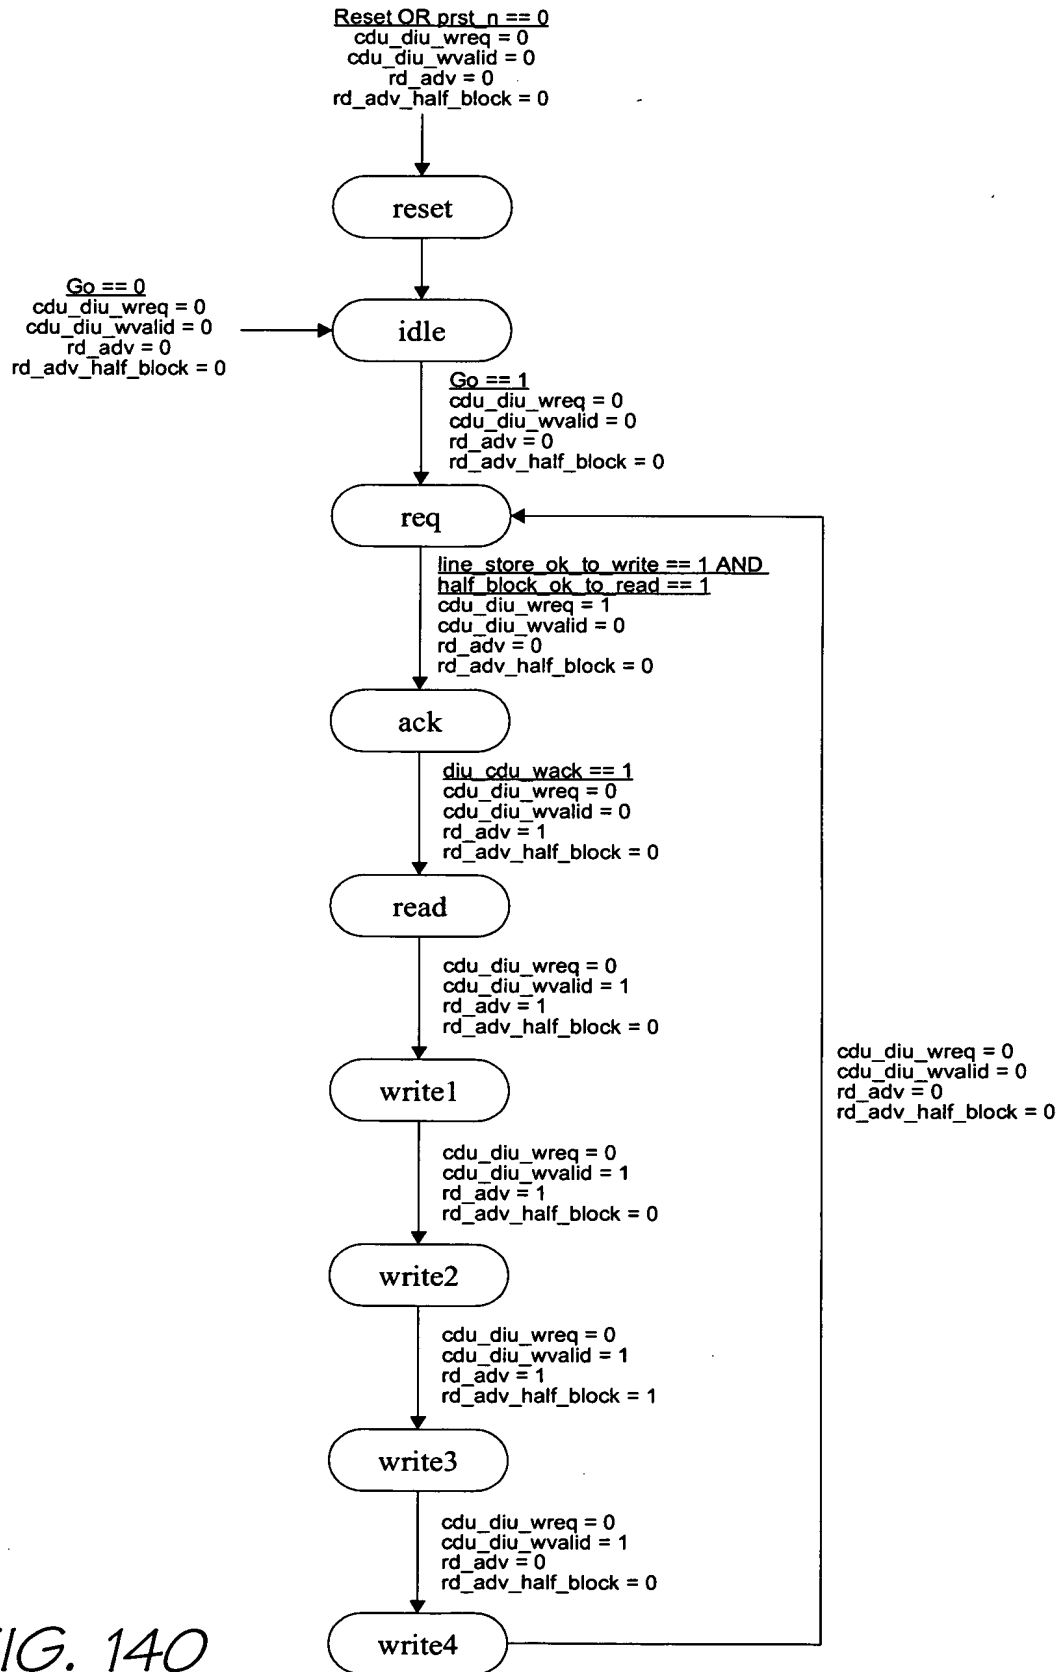 Reset OR prst_n == 0
cdu_diu_wreq = 0
cdu_diu_wvalid = 0
rd_adv = 0
rd_adv_half_block = 0
reset
Go == 0
cdu_diu_wreq = 0
cdu_diu_wvalid = 0
rd_adv = 0
rd_adv_half_block = 0
idle
Go == 1
cdu_diu_wreq = 0
cdu_diu_wvalid = 0
rd_adv = 0
rd_adv_half_block = 0
req
line_store_ok_to_write == 1 AND
half_block_ok_to_read == 1
cdu_diu_wreq = 1
cdu_diu_wvalid = 0
rd_adv = 0
rd_adv_half_block = 0
ack
diu_cdu_wack == 1
cdu_diu_wreq = 0
cdu_diu_wvalid = 0
rd_adv = 1
rd_adv_half_block = 0
read
cdu_diu_wreq = 0
cdu_diu_wvalid = 1
rd_adv = 1
rd_adv_half_block = 0
cdu_diu_wreq = 0
cdu_diu_wvalid = 0
rd_adv = 0
rd_adv_half_block = 0
write1
cdu_diu_wreq = 0
cdu_diu_wvalid = 1
rd_adv = 1
rd_adv_half_block = 0
write2
cdu_diu_wreq = 0
cdu_diu_wvalid = 1
rd_adv = 1
rd_adv_half_block = 1
write3
cdu_diu_wreq = 0
cdu_diu_wvalid = 1
rd_adv = 0
rd_adv_half_block = 0
write4
FIG. 140